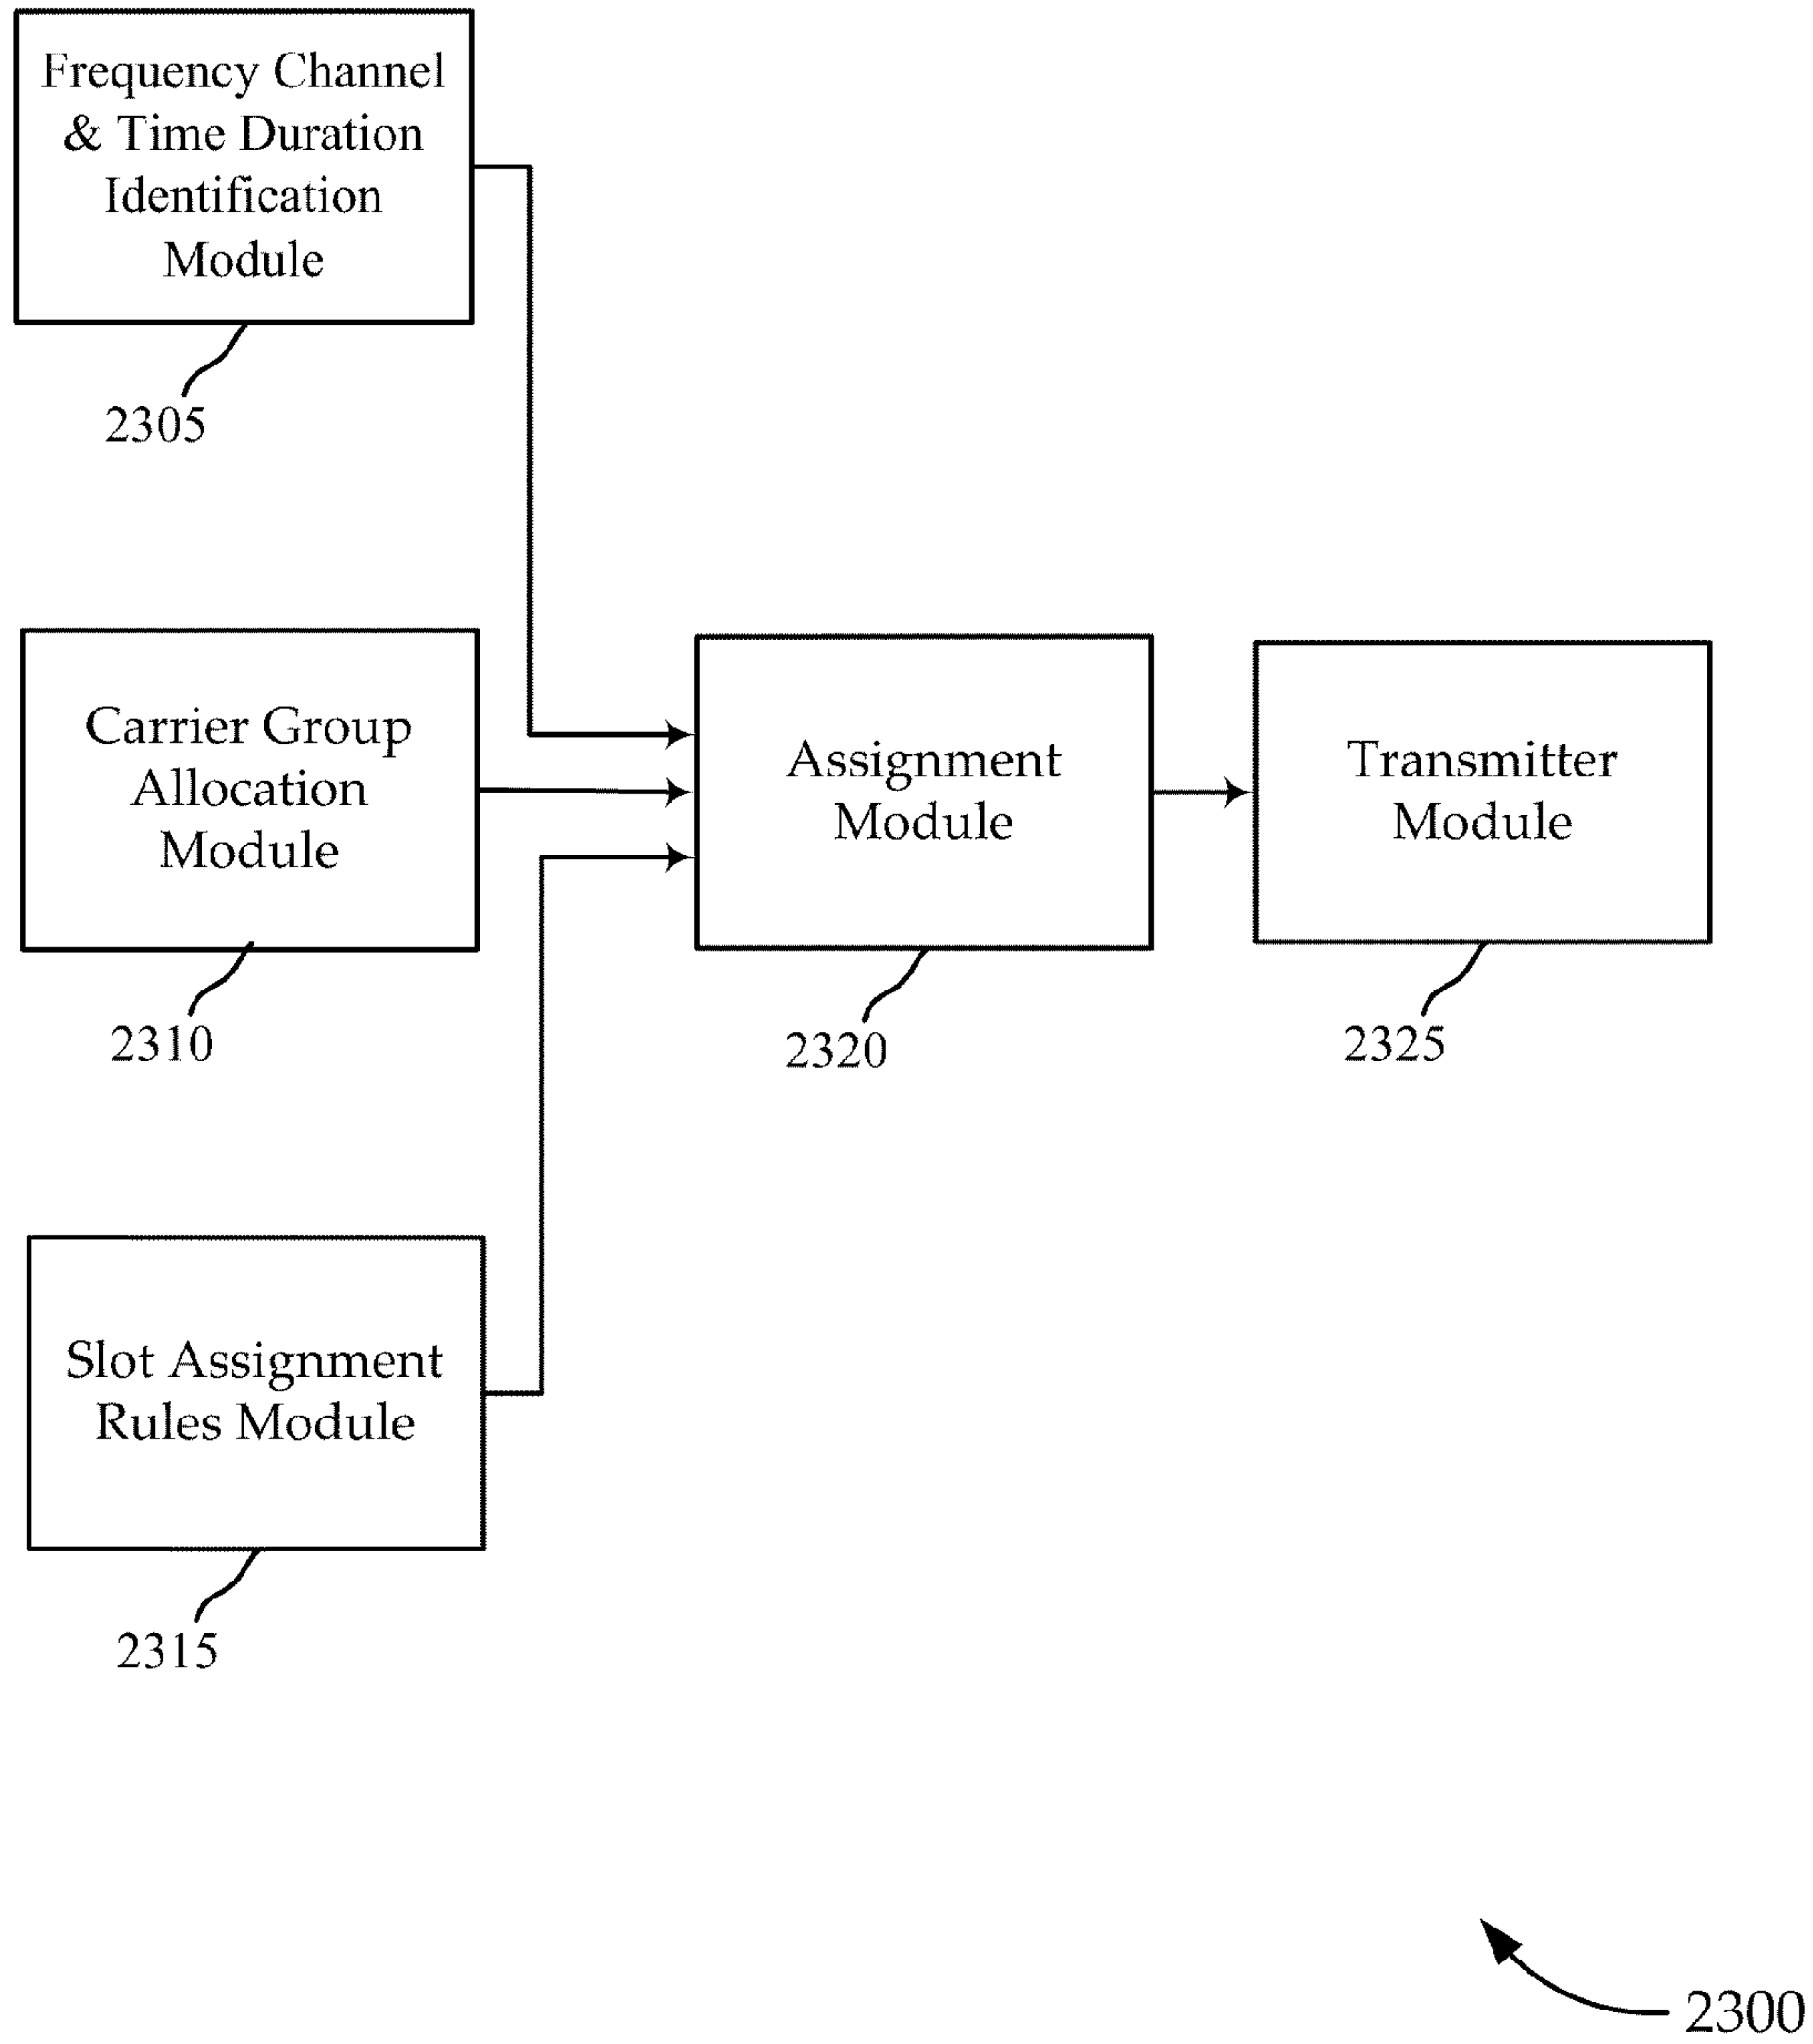 Frequency Channel
& Time Duration
Identification
Module
2305
Carrier Group
Allocation
Module
2310
Assignment
Module
2320
Transmitter
Module
2325
Slot Assignment
Rules Module
2315
2300